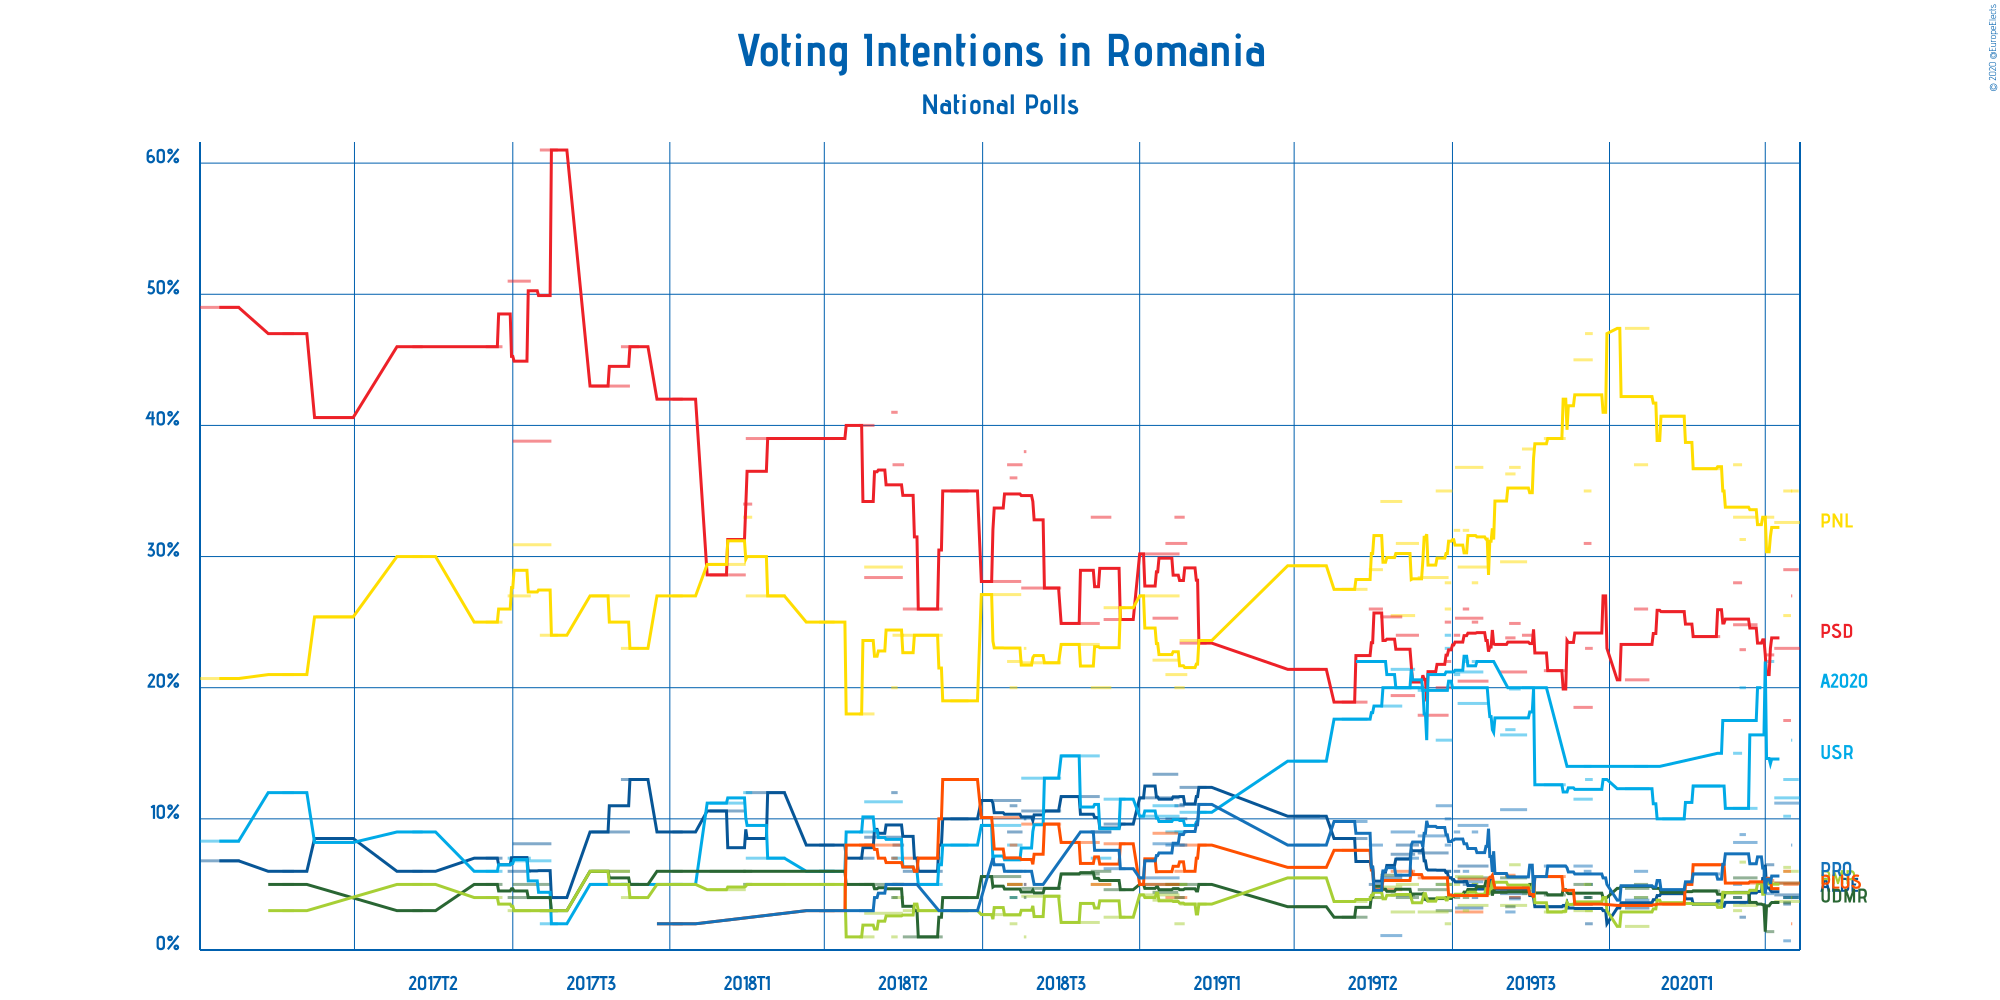 © 2020 @EuropeElects
Voting Intentions in Romania
National Polls
60%
50%
40%
30%
20%
10%
0%
PNL
PSD
A2020
USR
PRO
PLUS
UDMR
2017T2
2017T3
2018T1
2018T2
2018T3
2019T1
2019T2
2019T3
2020T1